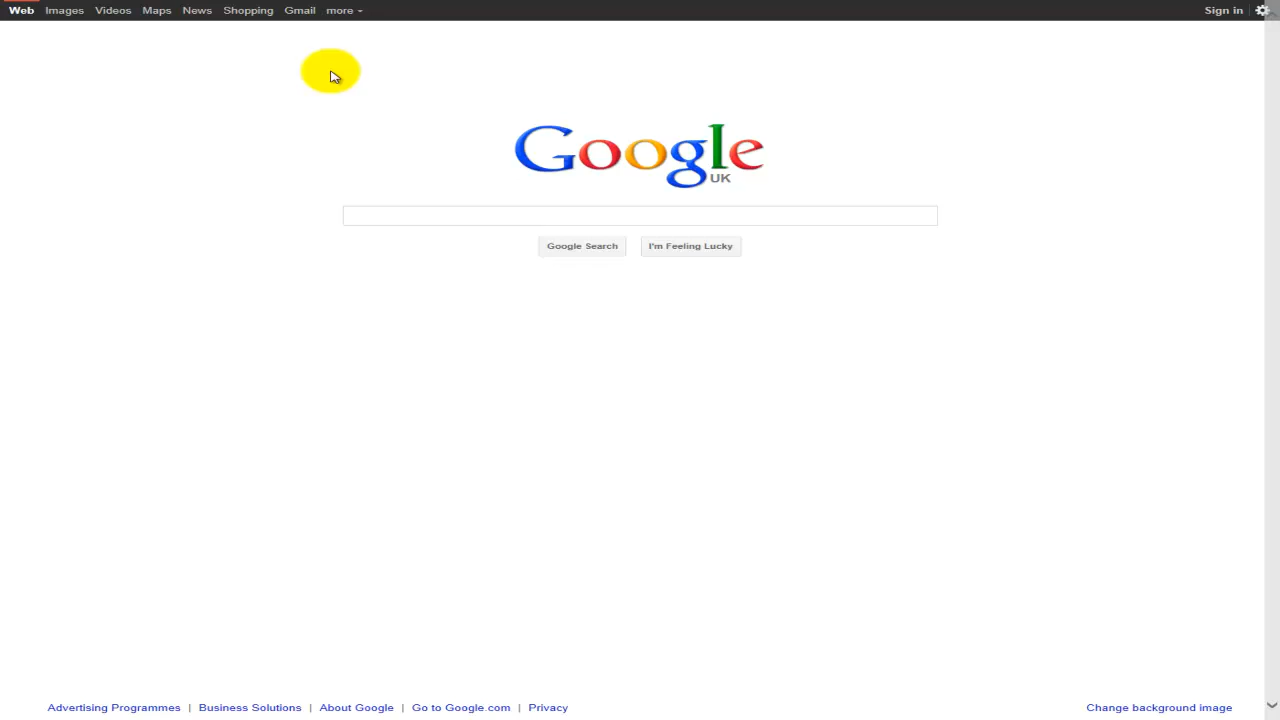 Web Images Videos Maps News Shopping Gmail more Sign in
Google
UK
Google Search I'm Feeling Lucky
Advertising Programmes | Business Solutions | About Google | Go to Google.com | Privacy Change background image